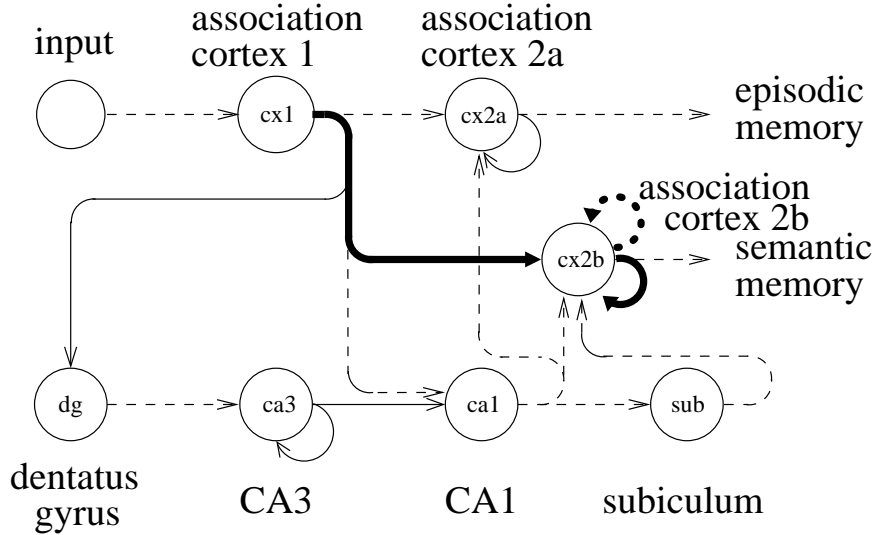 input
association
cortex 1
association
cortex 2a
cx1
cx2a
episodic
memory
association
cortex 2b
cx2b
semantic
memory
dg
ca3
ca1
sub
dentatus
gyrus
CA3
CA1
subiculum